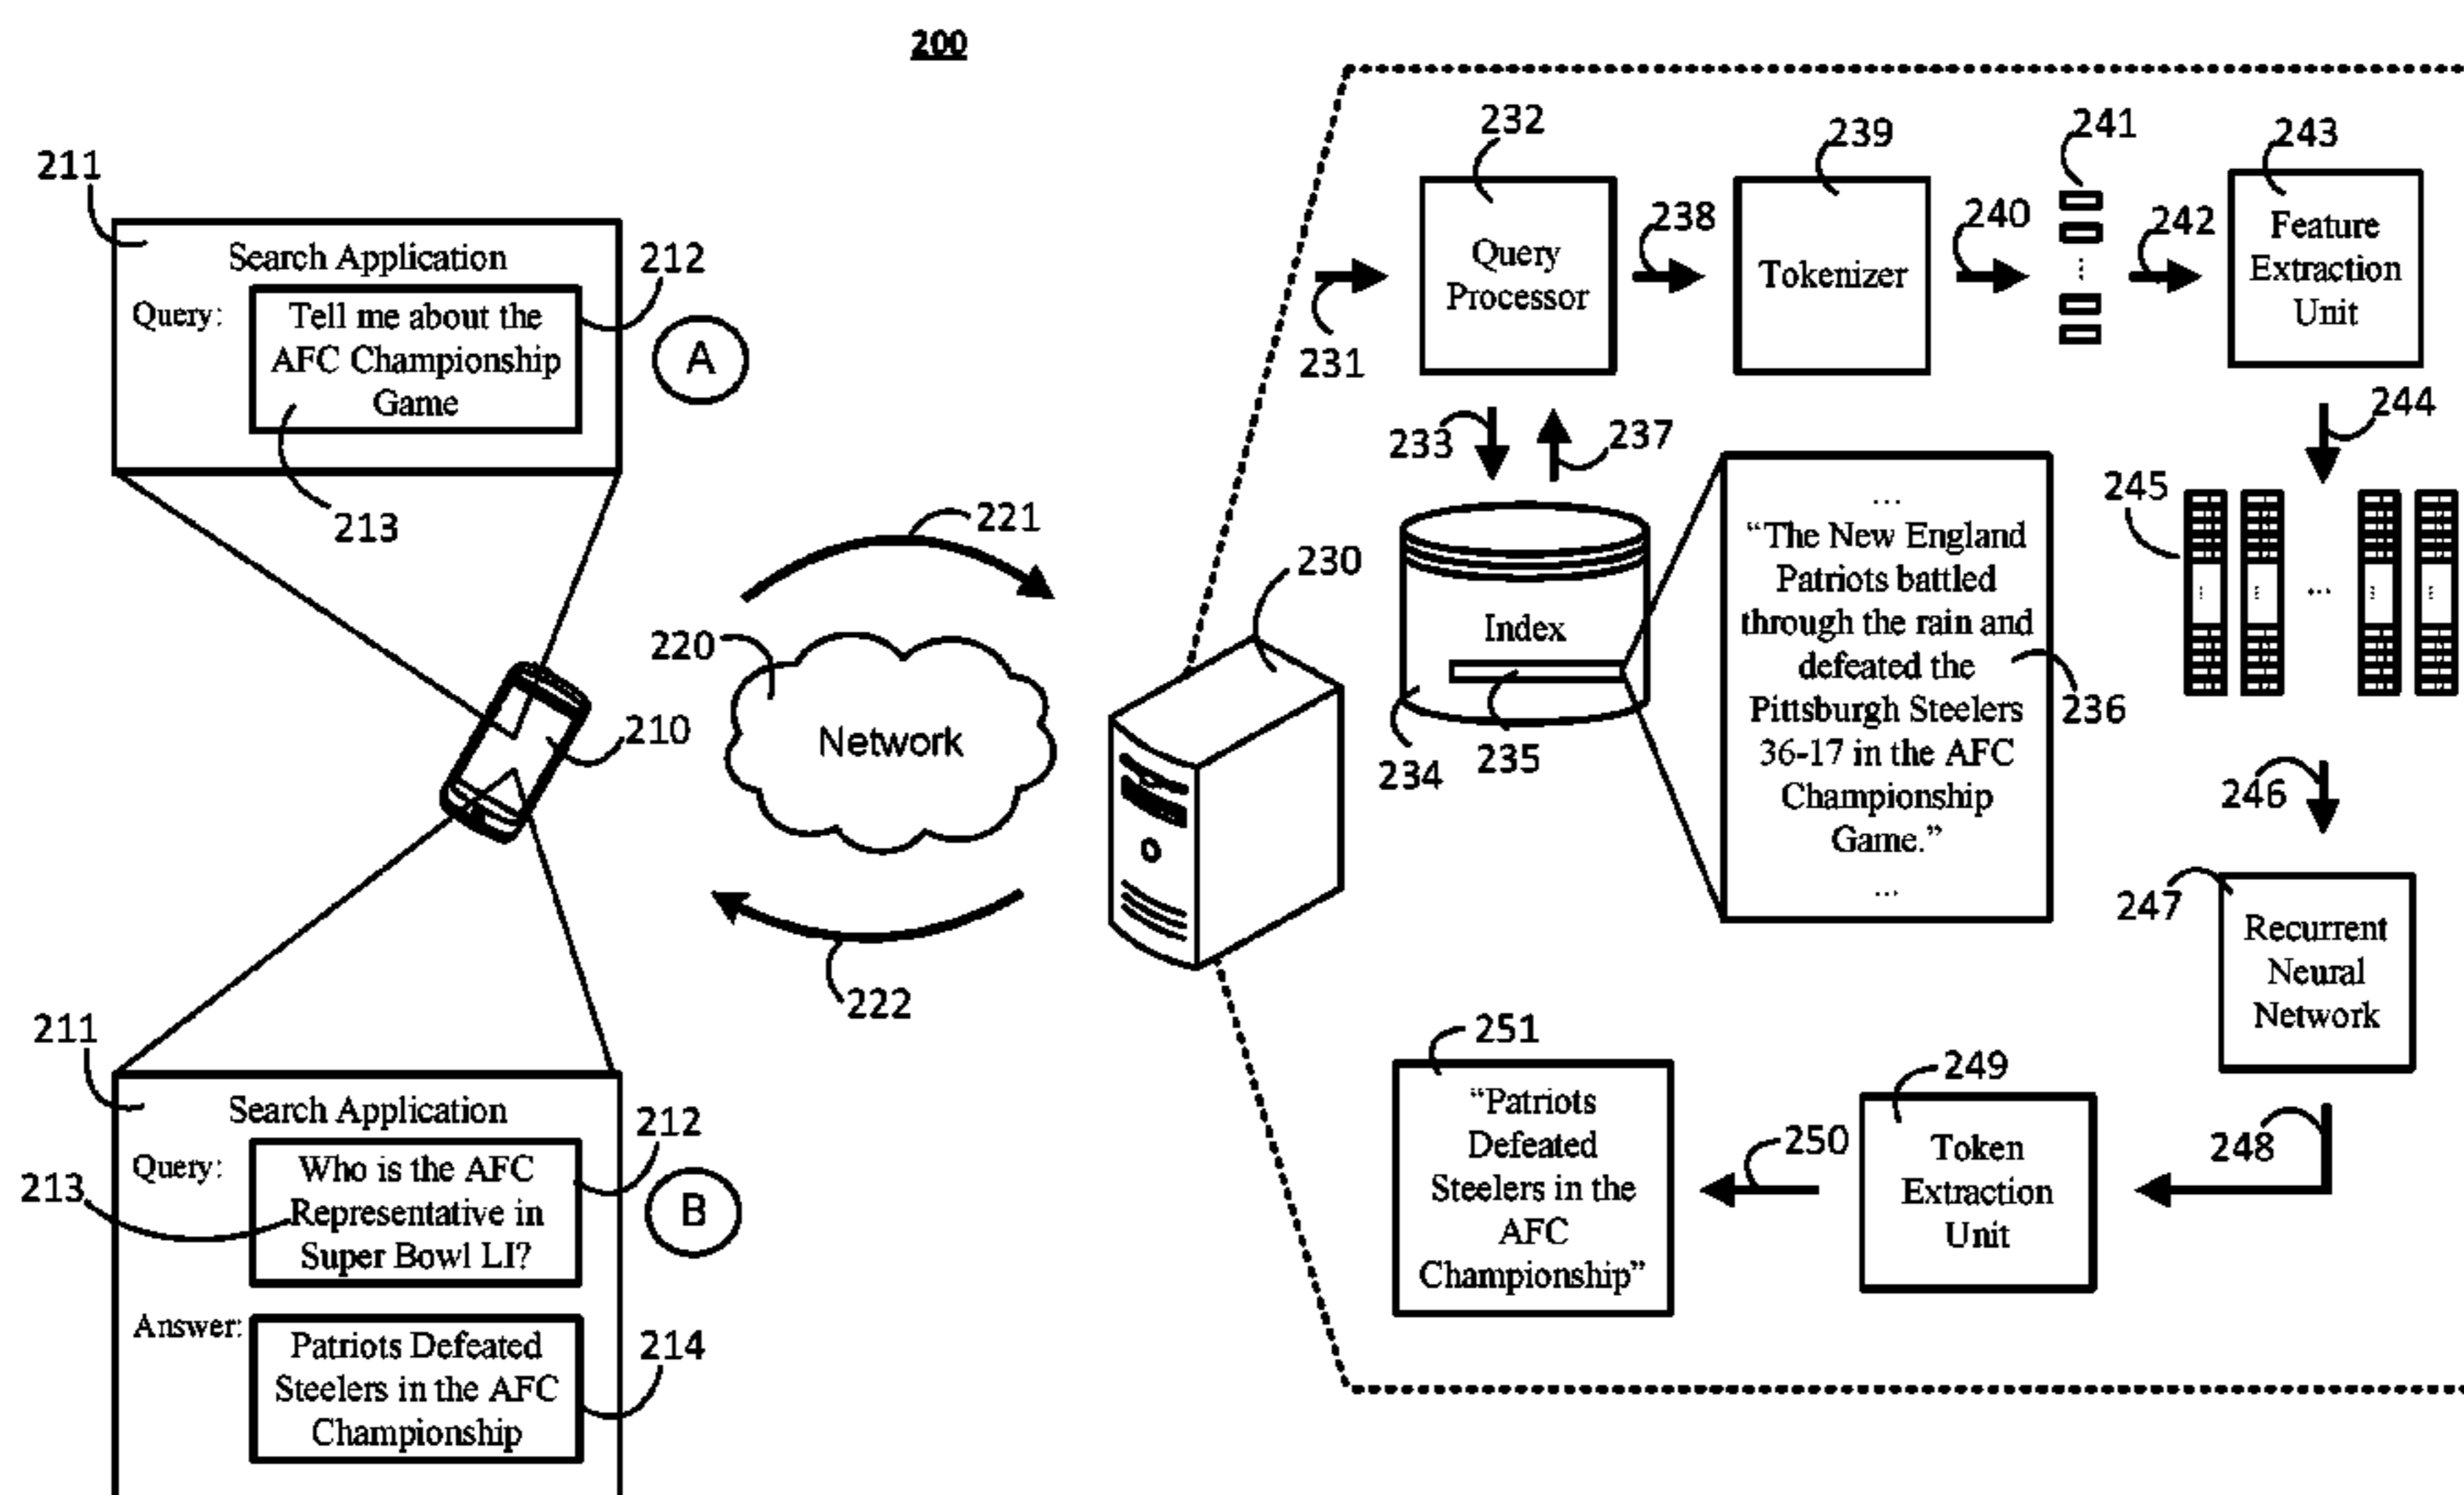 200
211
Search Application
212
Query:
Tell me about the
AFC Championship
Game
A
213
210
221
220
Network
222
230
211
Search Application
212
Query:
Who is the AFC
Representative in
Super Bowl LI?
213
B
Answer:
Patriots Defeated
Steelers in the AFC
Championship
214
231
232
Query
Processor
238
239
Tokenizer
240
241
242
243
Feature
Extraction
Unit
233
237
244
Index
234
235
...
“The New England
Patriots battled
through the rain and
defeated the
Pittsburgh Steelers
36-17 in the AFC
Championship
Game.”
...
236
245
...
246
247
Recurrent
Neural
Network
248
249
Token
Extraction
Unit
250
251
“Patriots
Defeated
Steelers in the
AFC
Championship”